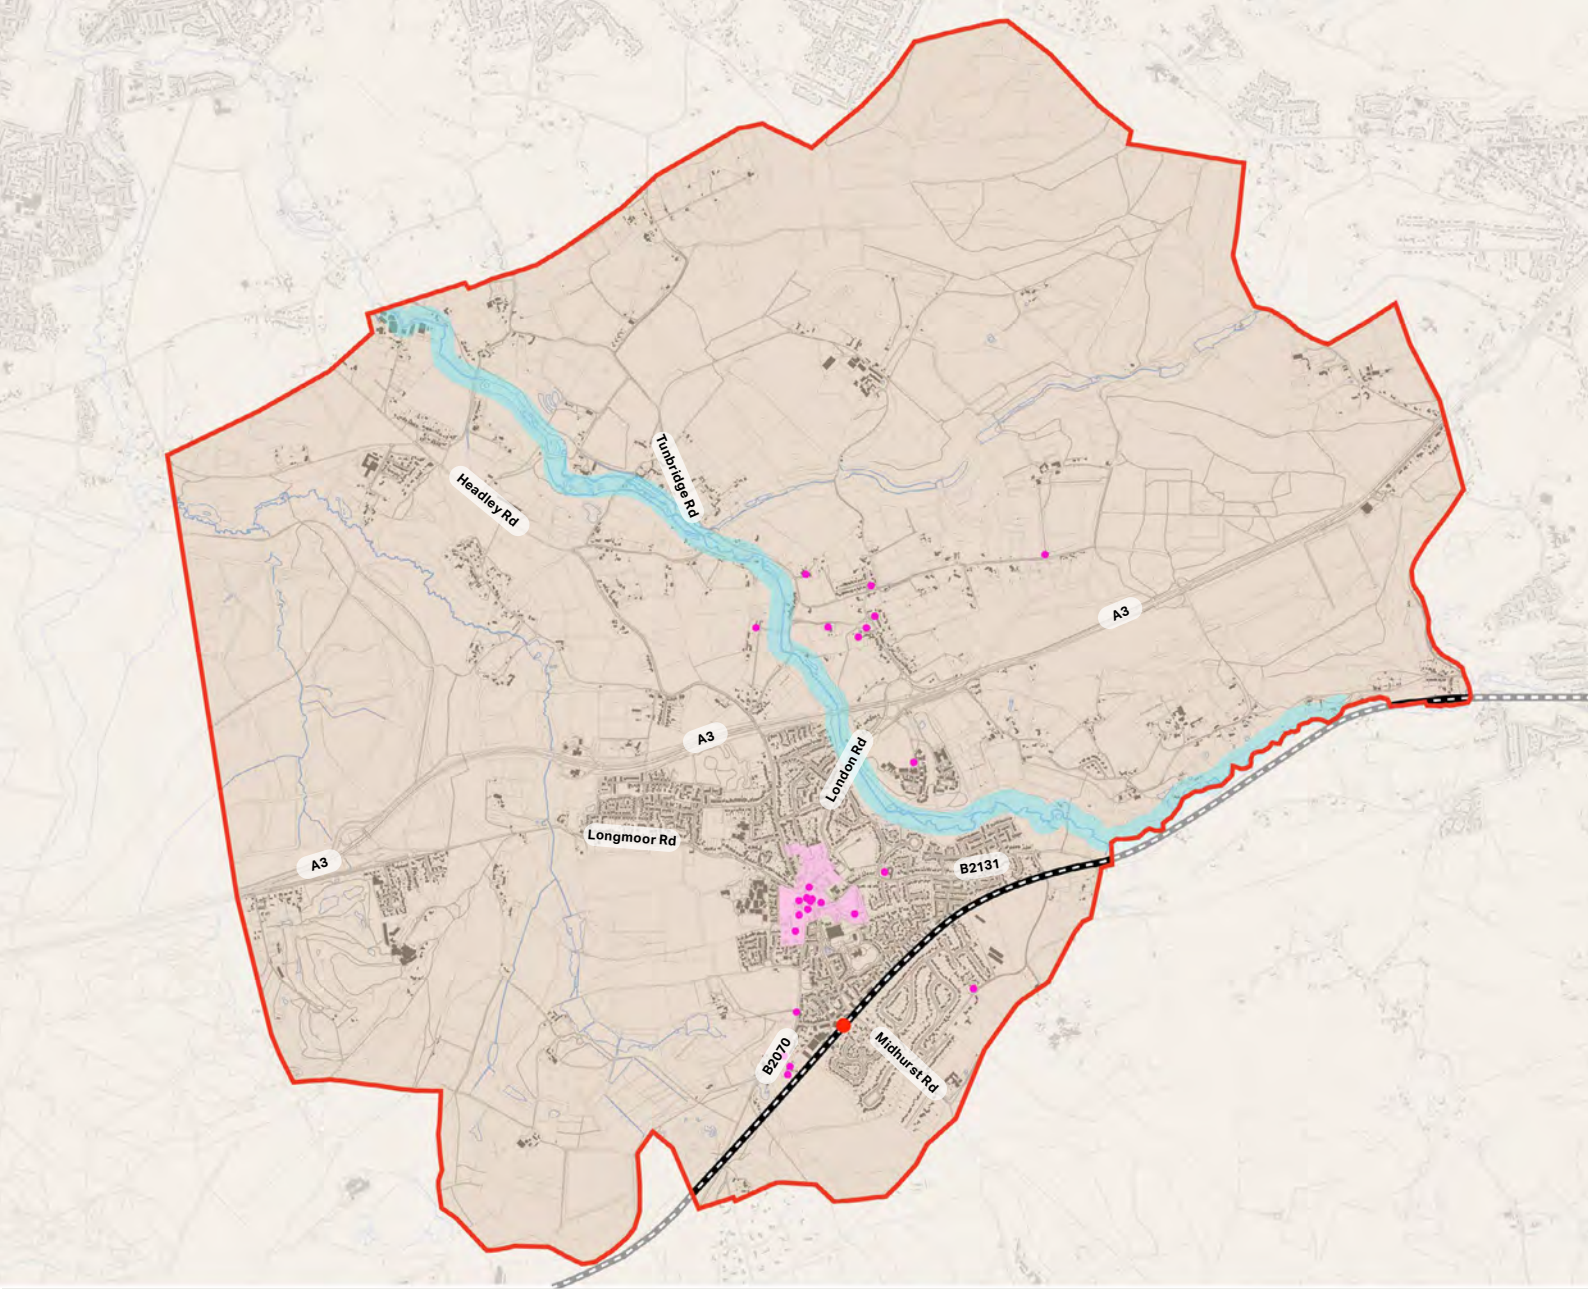 Tunbridge Rd
Headley Rd
A3
A3
London Rd
Longmoor Rd
A3
B2131
B2070
Midhurst Rd